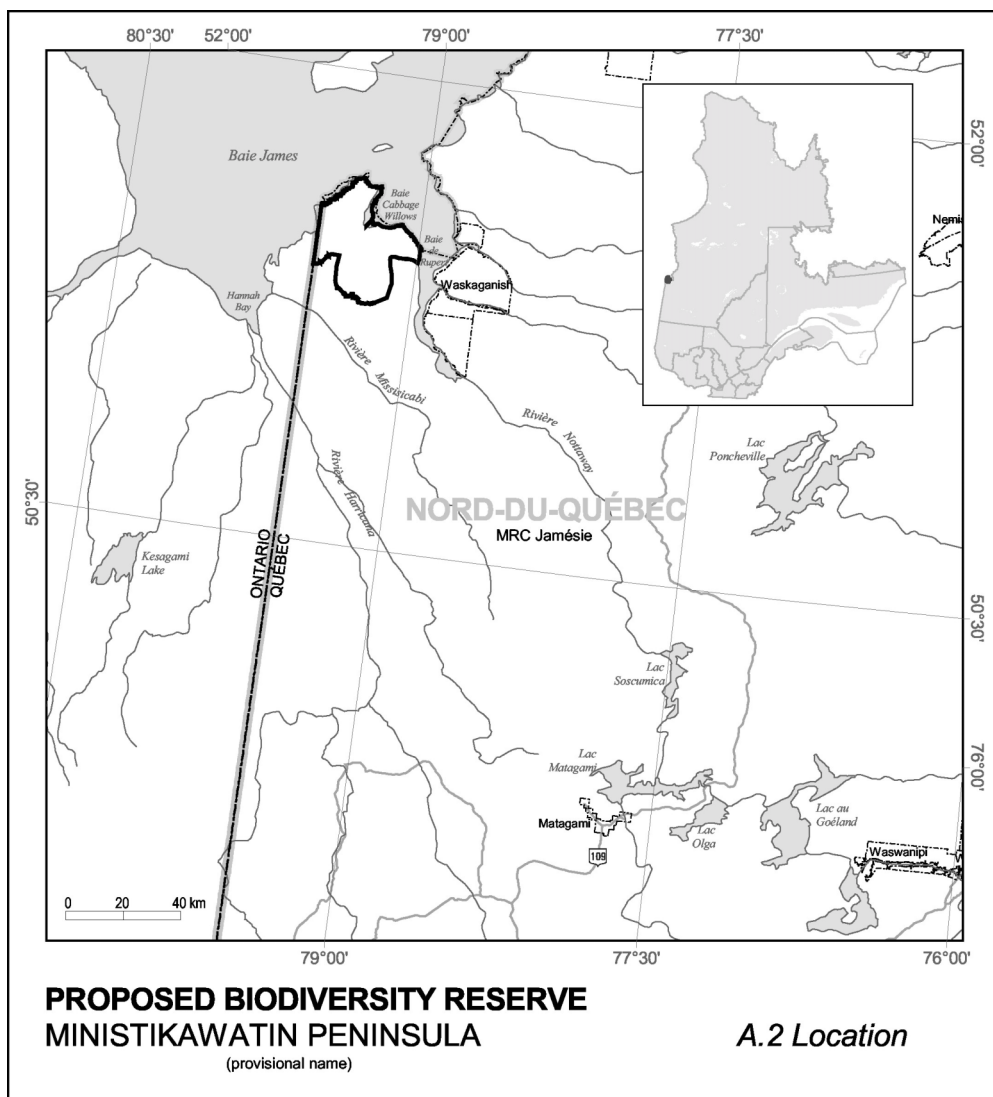 80°30' 52°00' 79°00' 77°30'
52°00'
Baie James
Baie
Cabbage
Willows
Baie
de
Rupert
Nemis
Waskaganish
Hannah
Bay
Rivière Missisicabi
Rivière Nottaway
Lac
Poncheville
Rivière Harricana
50°30'
NORD-DU-QUÉBEC
MRC Jamésie
Kesagami
Lake
ONTARIO
QUÉBEC
50°30'
Lac
Soscumica
Lac
Matagami
76°00'
Matagami
Lac
Olga
Lac au
Goéland
109
Waswanipi
W
0 20 40 km
79°00' 77°30' 76°00'
PROPOSED BIODIVERSITY RESERVE
MINISTIKAWATIN PENINSULA
(provisional name)
A.2 Location